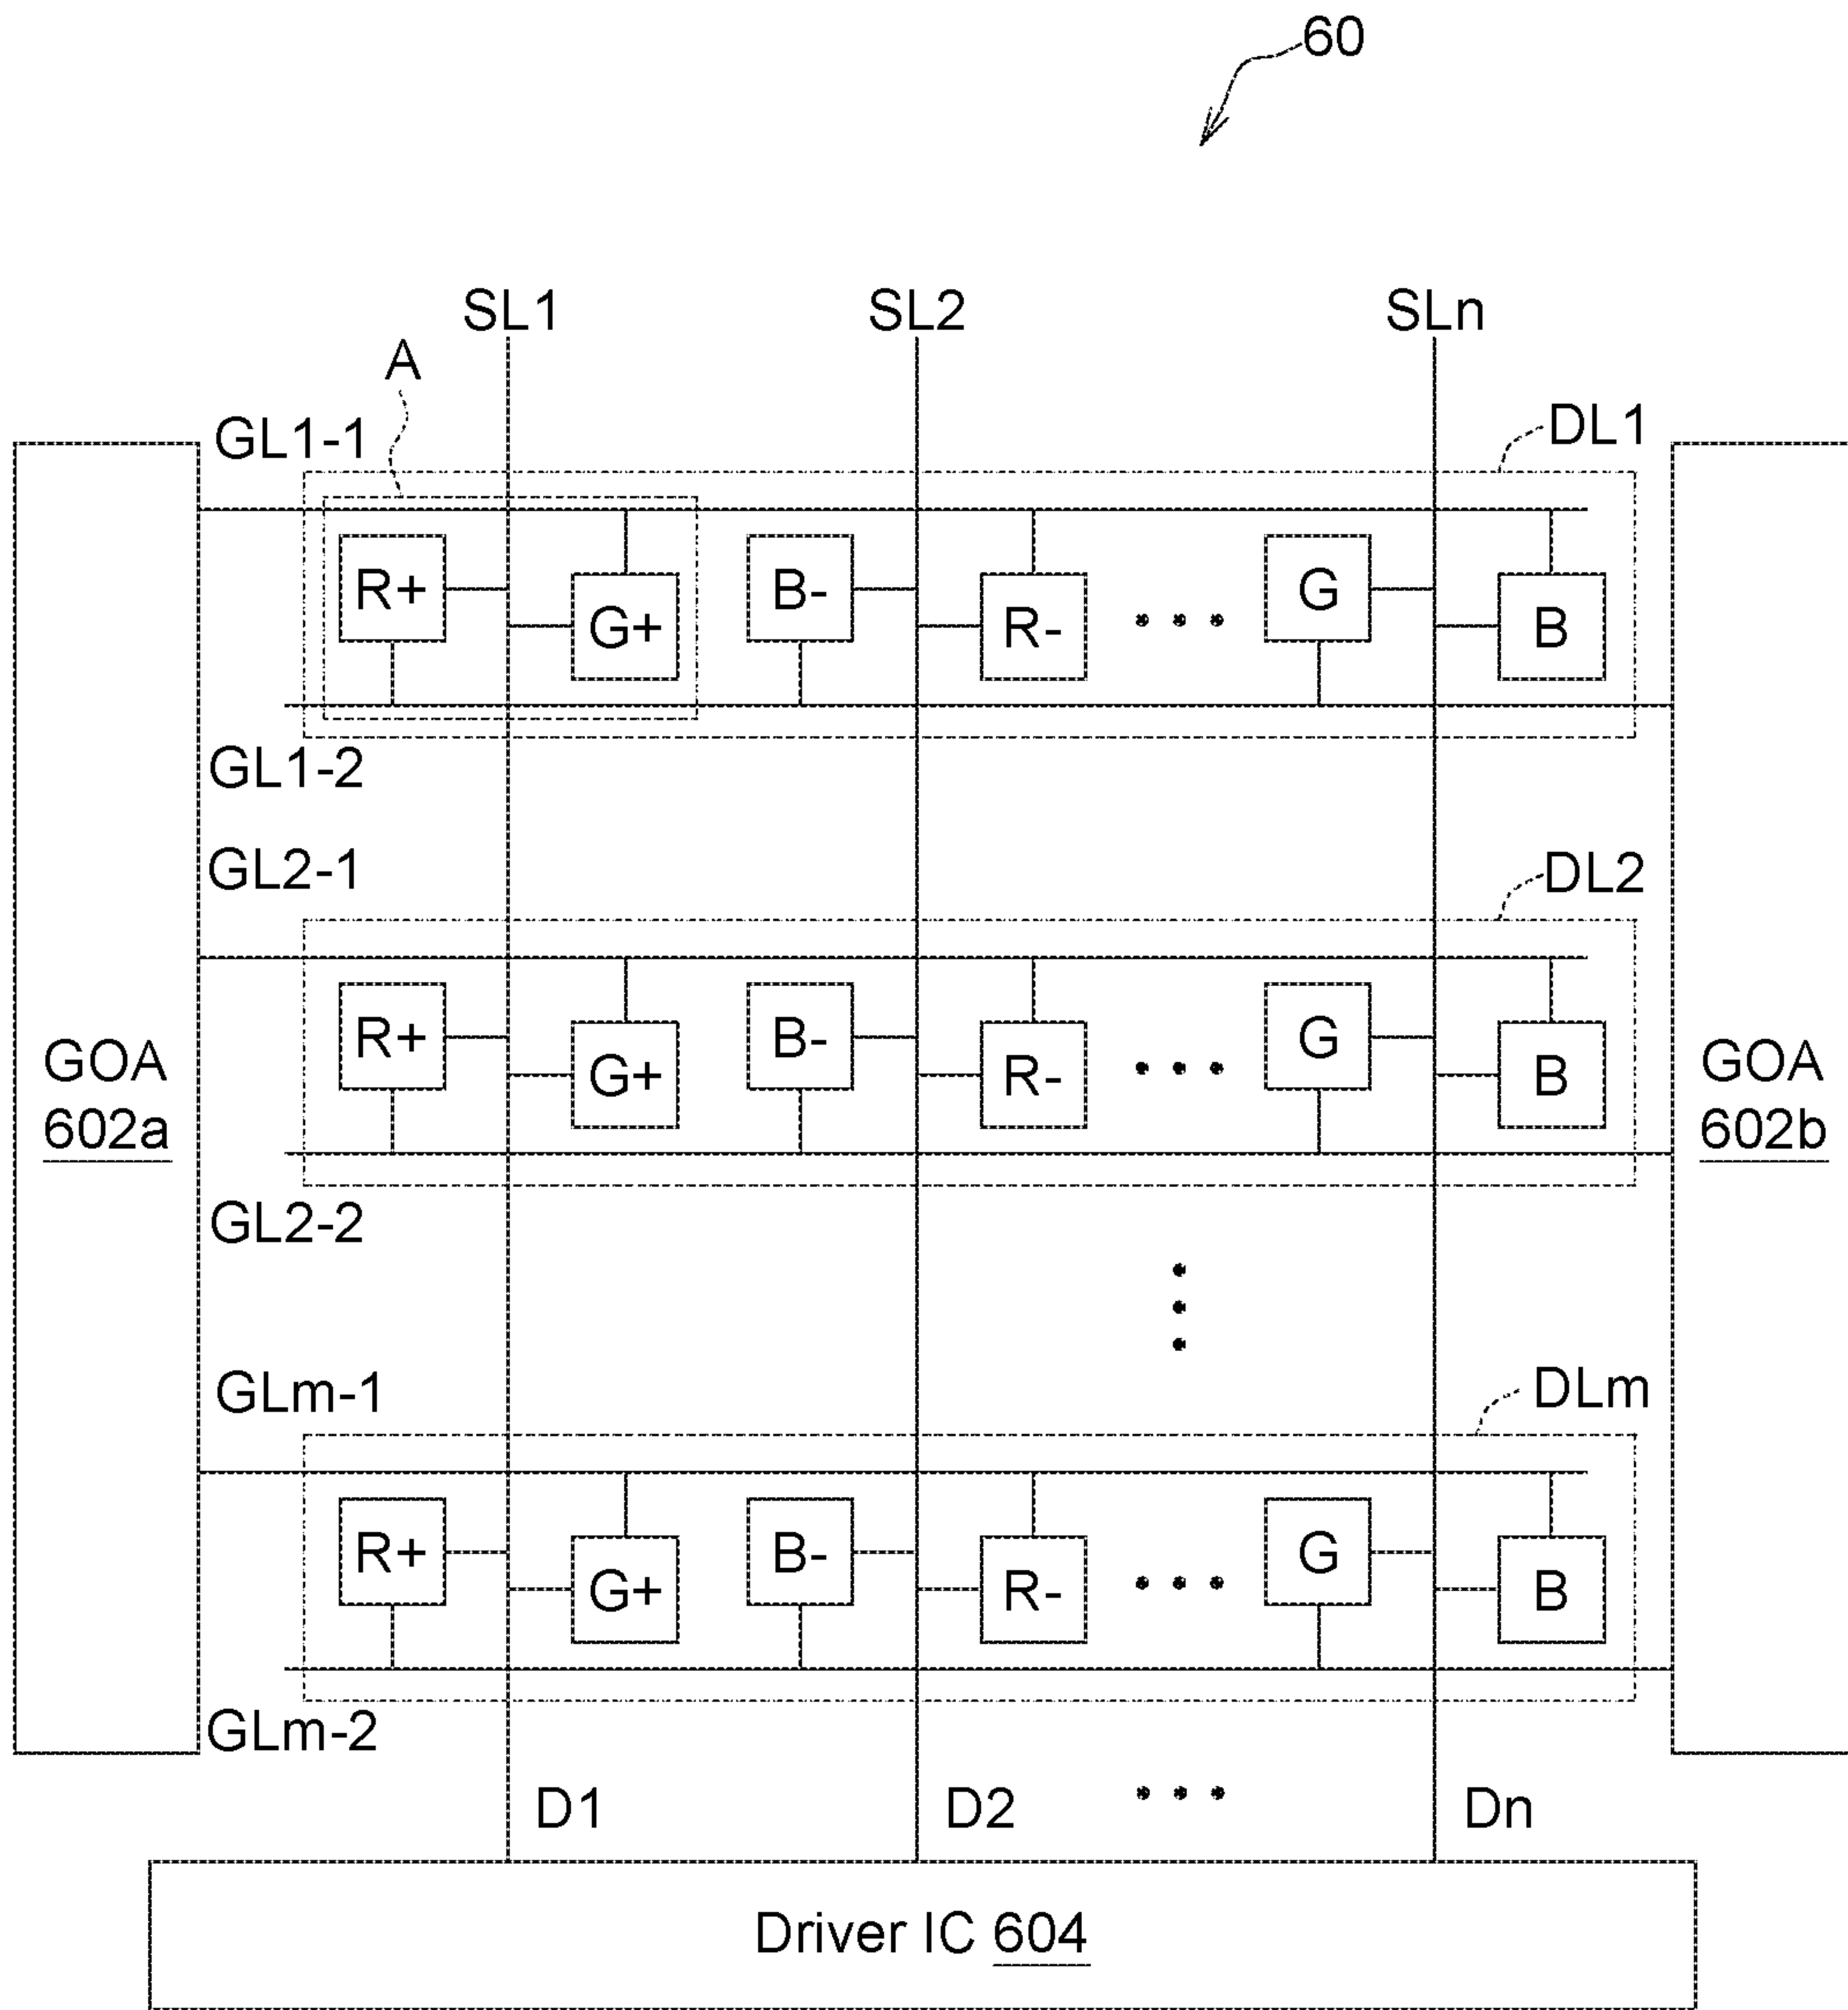 60
SL1 SL2 SLn
A
GL1-1 DL1
R+ G+ B- R- G B
GL1-2
GL2-1 DL2
R+ G+ B- R- G B
GOA
602a
GOA
602b
GL2-2
GLm-1 DLm
R+ G+ B- R- G B
GLm-2
D1 D2 Dn
Driver IC 604